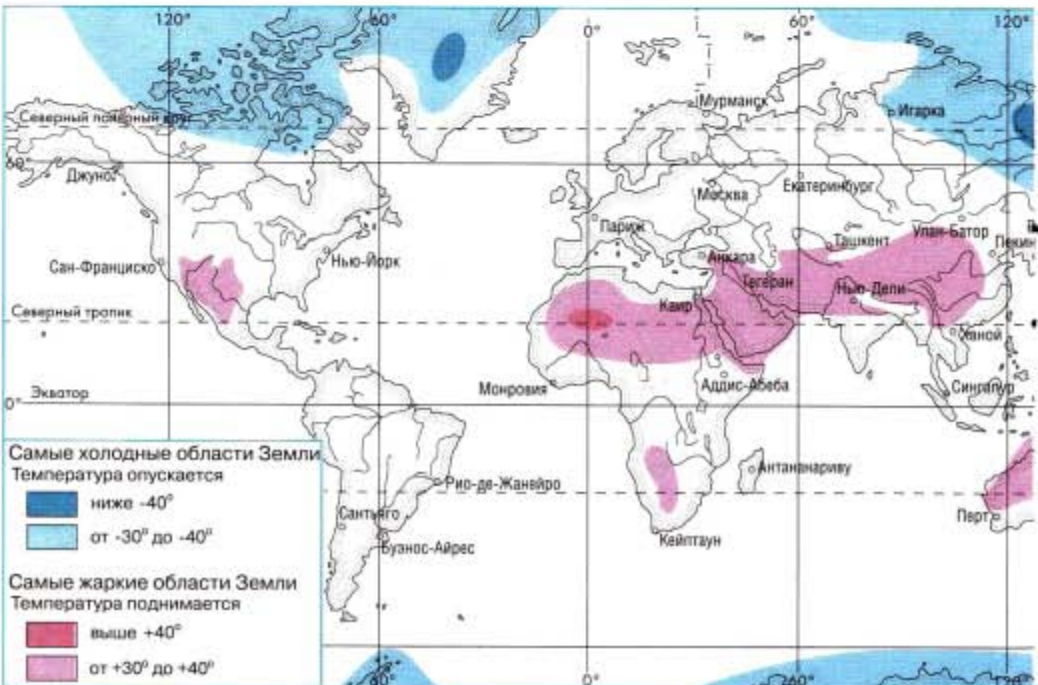 120°
60°
0°
60°
120°
Мурманск
Игарка
Северный полярный круг
60°
Джуно
Москва
Екатеринбург
Париж
Улан-Батор
Ташкент
Пекин
Сан-Франциско
Нью-Йорк
Анкара
Тегеран
Каир
Нью-Дели
Северный тропик
Ханой
Монровия
Аддис-Абеба
Сингапур
Экватор
0°
Самые холодные области Земли
Температура опускается
ниже -40°
от -30° до -40°
Антананариву
Рио-де-Жанейро
Сантьяго
Перт
Буэнос-Айрес
Кейптаун
Самые жаркие области Земли
Температура поднимается
выше +40°
от +30° до +40°
0°
120°